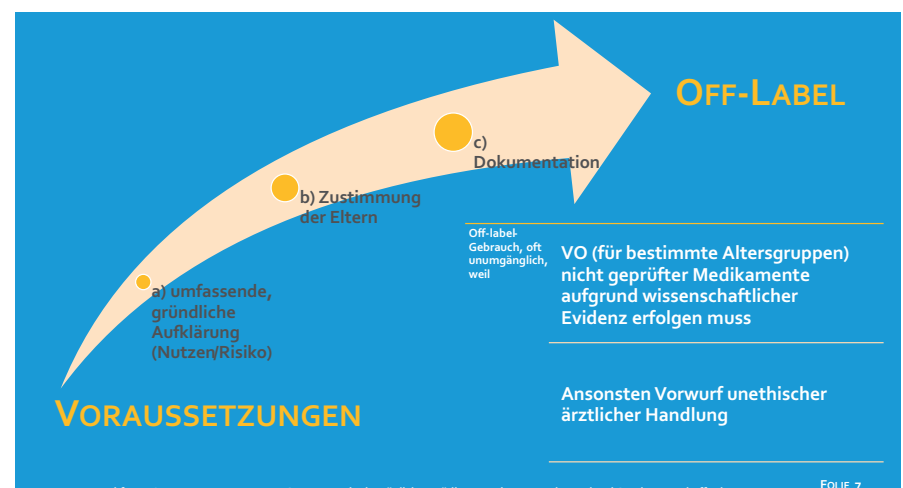 OFF-LABEL
c)
Dokumentation
b) Zustimmung
der Eltern
a) umfassende,
gründliche
Aufklärung
(Nutzen/Risiko)
VORAUSSETZUNGEN
Off-label-
Gebrauch, oft
unumgänglich,
weil
VO (für bestimmte Altersgruppen)
nicht geprüfter Medikamente
aufgrund wissenschaftlicher
Evidenz erfolgen muss
Ansonsten Vorwurf unethischer
ärztlicher Handlung
FOLIE 7